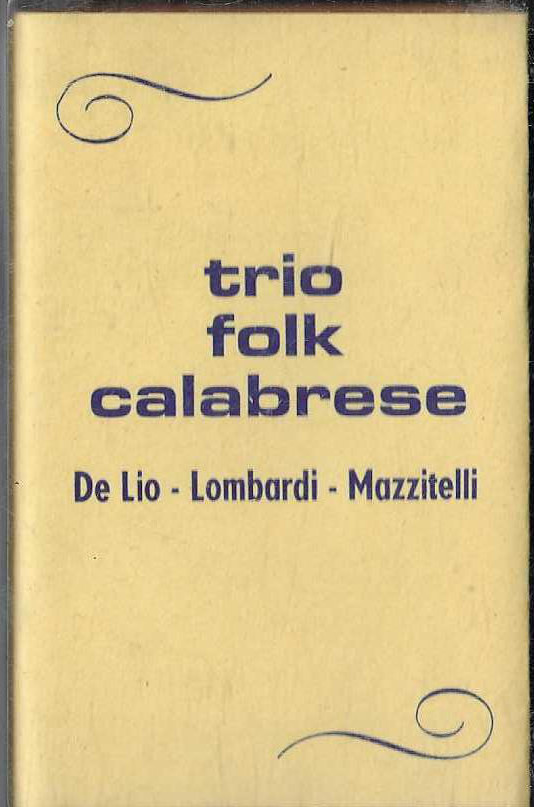 trio
folk
calabrese
De Lio - Lombardi - Mazzitelli